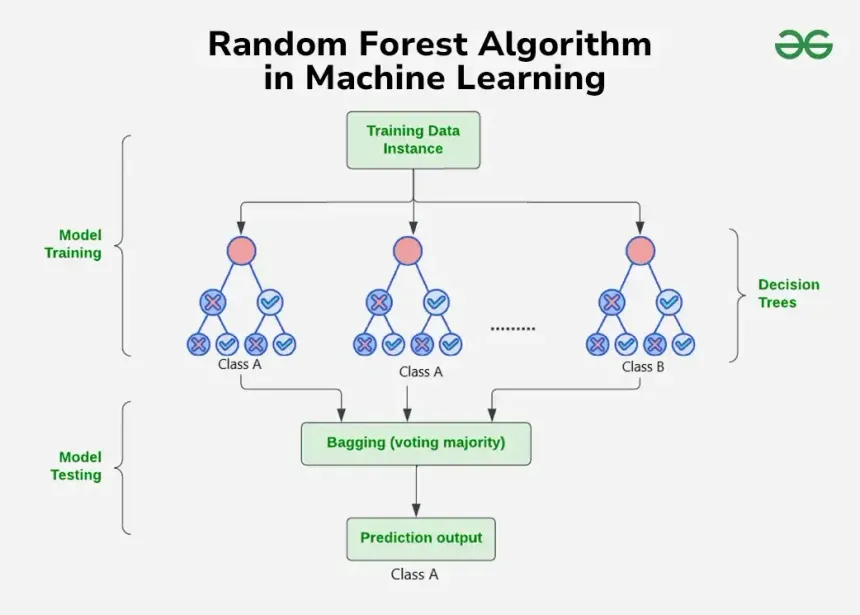 Random Forest Algorithm
in Machine Learning
Training Data
Instance
Model
Training
Decision
Trees
.........
Class A
Class A
Class B
Bagging (voting majority)
Model
Testing
Prediction output
Class A